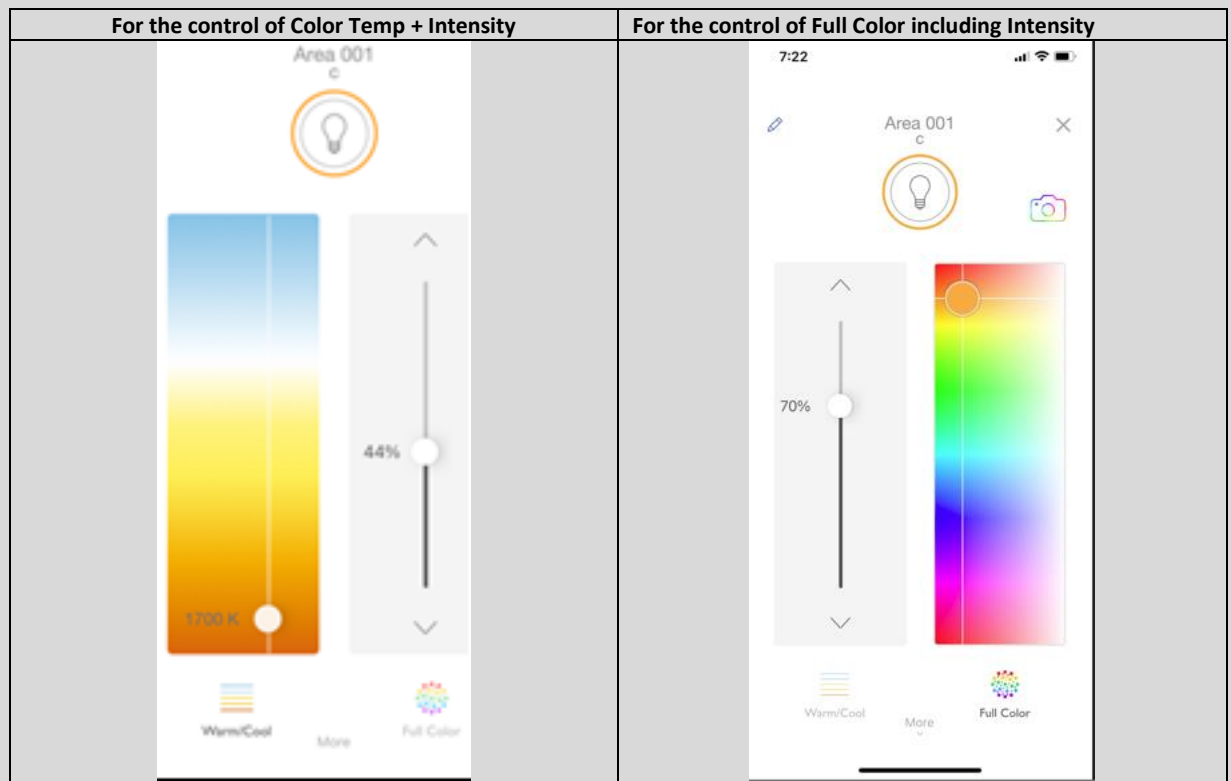 For the control of Color Temp + Intensity
Area 001
C
44%
1700 K
Warm/Cool
Full Color
More
For the control of Full Color including Intensity
7:22
Area 001
C
70%
Warm/Cool
Full Color
More